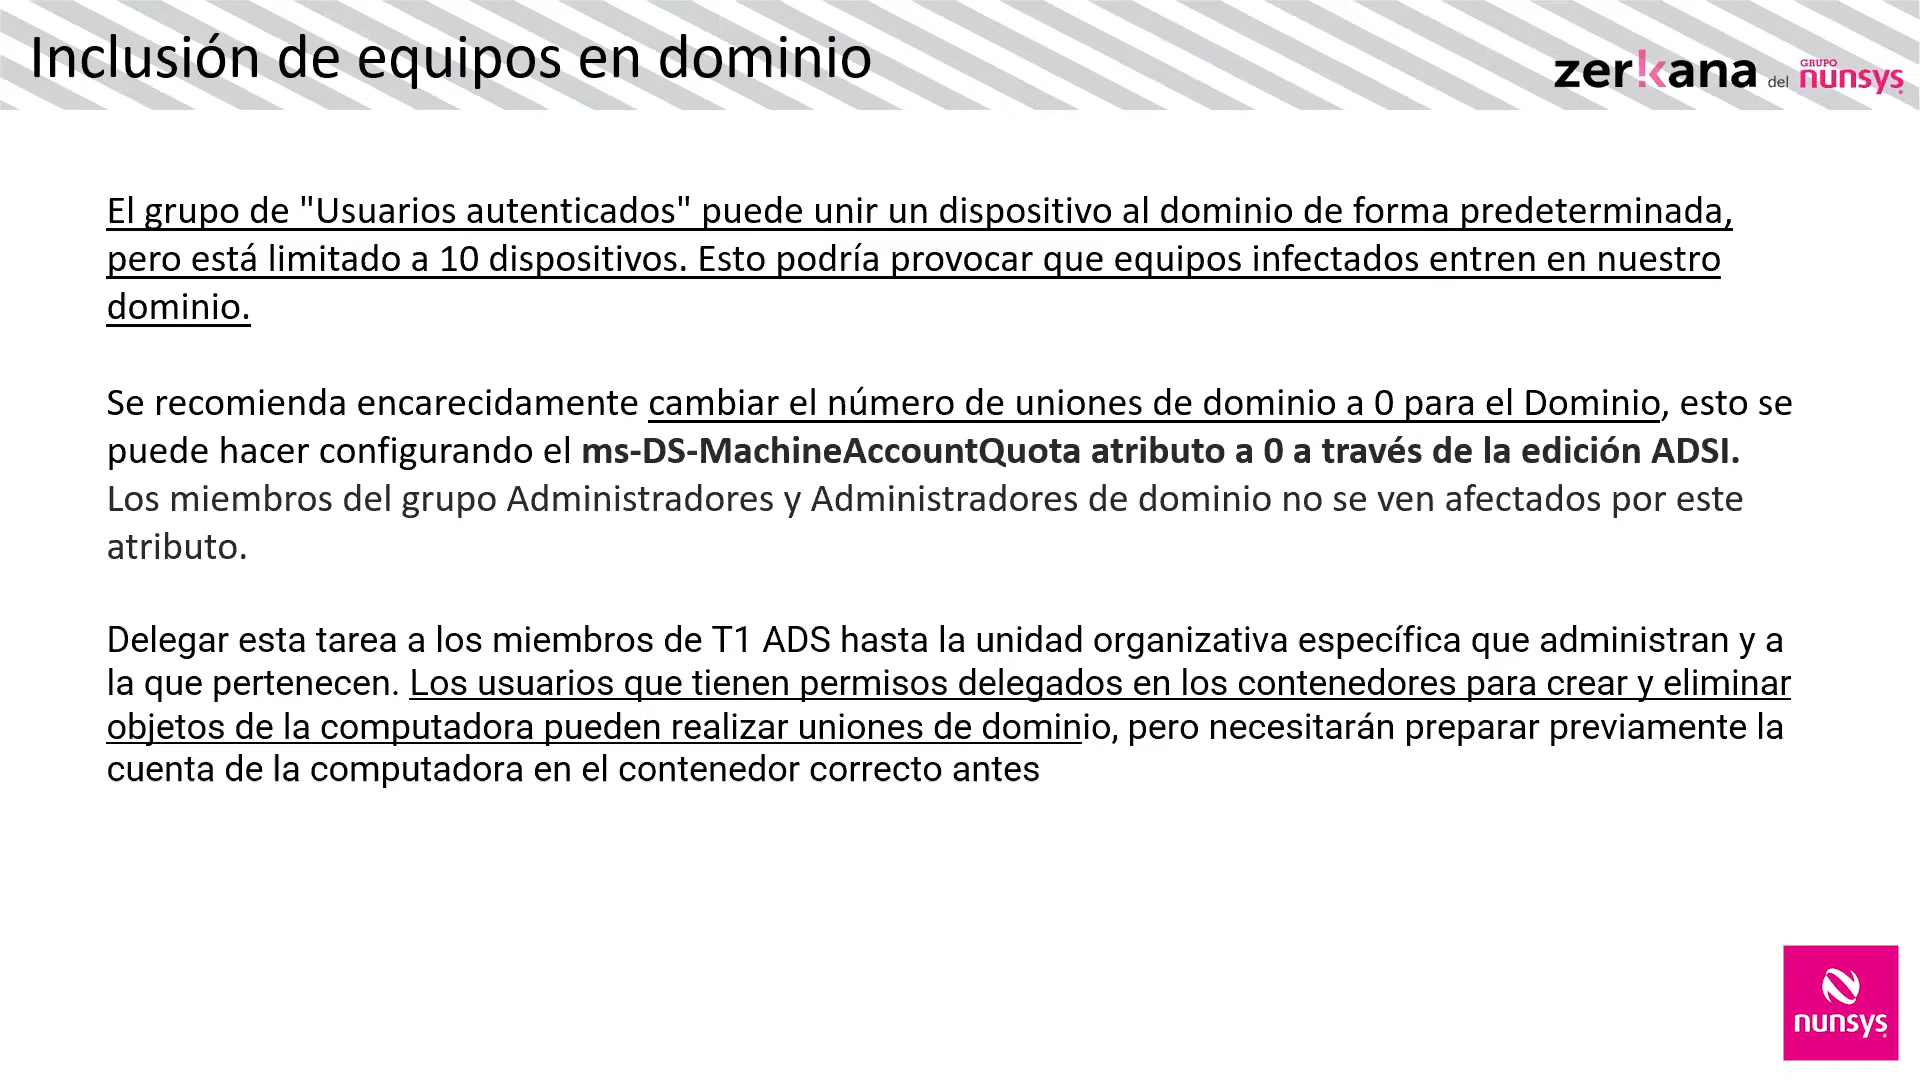 Inclusión de equipos en dominio
zer!kana del GRUPO nunsys
El grupo de "Usuarios autenticados" puede unir un dispositivo al dominio de forma predeterminada,
pero está limitado a 10 dispositivos. Esto podría provocar que equipos infectados entren en nuestro
dominio.
Se recomienda encarecidamente cambiar el número de uniones de dominio a 0 para el Dominio, esto se
puede hacer configurando el ms-DS-MachineAccountQuota atributo a 0 a través de la edición ADSI.
Los miembros del grupo Administradores y Administradores de dominio no se ven afectados por este
atributo.
Delegar esta tarea a los miembros de T1 ADS hasta la unidad organizativa específica que administran y a
la que pertenecen. Los usuarios que tienen permisos delegados en los contenedores para crear y eliminar
objetos de la computadora pueden realizar uniones de dominio, pero necesitarán preparar previamente la
cuenta de la computadora en el contenedor correcto antes
nunsys